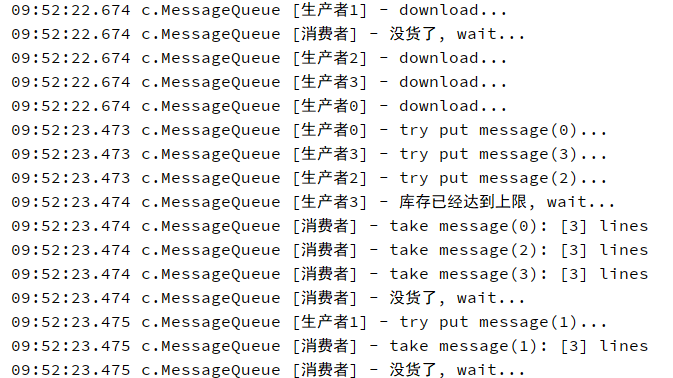 09:52:22.674 c.MessageQueue [生产者1] - download...
09:52:22.674 c.MessageQueue [消费者] - 没货了, wait...
09:52:22.674 c.MessageQueue [生产者2] - download...
09:52:22.674 c.MessageQueue [生产者3] - download...
09:52:22.674 c.MessageQueue [生产者0] - download...
09:52:23.473 c.MessageQueue [生产者0] - try put message(0)...
09:52:23.473 c.MessageQueue [生产者3] - try put message(3)...
09:52:23.473 c.MessageQueue [生产者2] - try put message(2)...
09:52:23.474 c.MessageQueue [生产者3] - 库存已经达到上限, wait...
09:52:23.474 c.MessageQueue [消费者] - take message(0): [3] lines
09:52:23.474 c.MessageQueue [消费者] - take message(2): [3] lines
09:52:23.474 c.MessageQueue [消费者] - take message(3): [3] lines
09:52:23.474 c.MessageQueue [消费者] - 没货了, wait...
09:52:23.475 c.MessageQueue [生产者1] - try put message(1)...
09:52:23.475 c.MessageQueue [消费者] - take message(1): [3] lines
09:52:23.475 c.MessageQueue [消费者] - 没货了, wait...